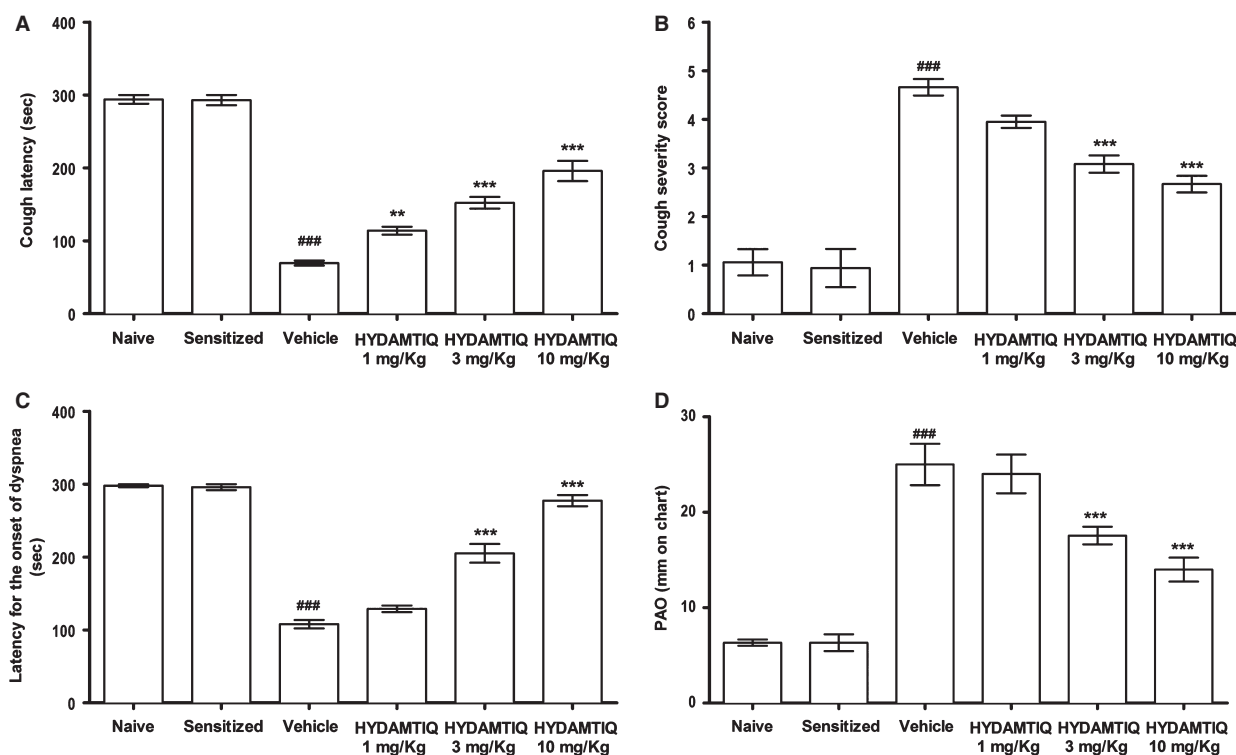 A
Cough latency (sec)
400
300
200
100
0
###
**
***
***
Naive
Sensitized
Vehicle
HYDAMTIQ
1 mg/Kg
HYDAMTIQ
3 mg/Kg
HYDAMTIQ
10 mg/Kg
B
Cough severity score
6
5
4
3
2
1
0
###
***
***
Naive
Sensitized
Vehicle
HYDAMTIQ
1 mg/Kg
HYDAMTIQ
3 mg/Kg
HYDAMTIQ
10 mg/Kg
C
Latency for the onset of dyspnea
(sec)
400
300
200
100
0
###
***
***
Naive
Sensitized
Vehicle
HYDAMTIQ
1 mg/Kg
HYDAMTIQ
3 mg/Kg
HYDAMTIQ
10 mg/Kg
D
PAO (mm on chart)
30
20
10
0
###
***
***
Naive
Sensitized
Vehicle
HYDAMTIQ
1 mg/Kg
HYDAMTIQ
3 mg/Kg
HYDAMTIQ
10 mg/Kg